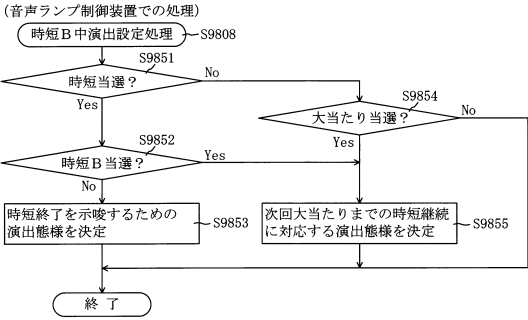 (音声ランプ制御装置での処理)
時短B中演出設定処理
S9808
S9851
時短当選?
No
Yes
S9854
大当たり当選?
No
Yes
S9852
時短B当選?
Yes
No
時短終了を示唆するための
演出態様を決定
S9853
次回大当たりまでの時短継続
に対応する演出態様を決定
S9855
終了